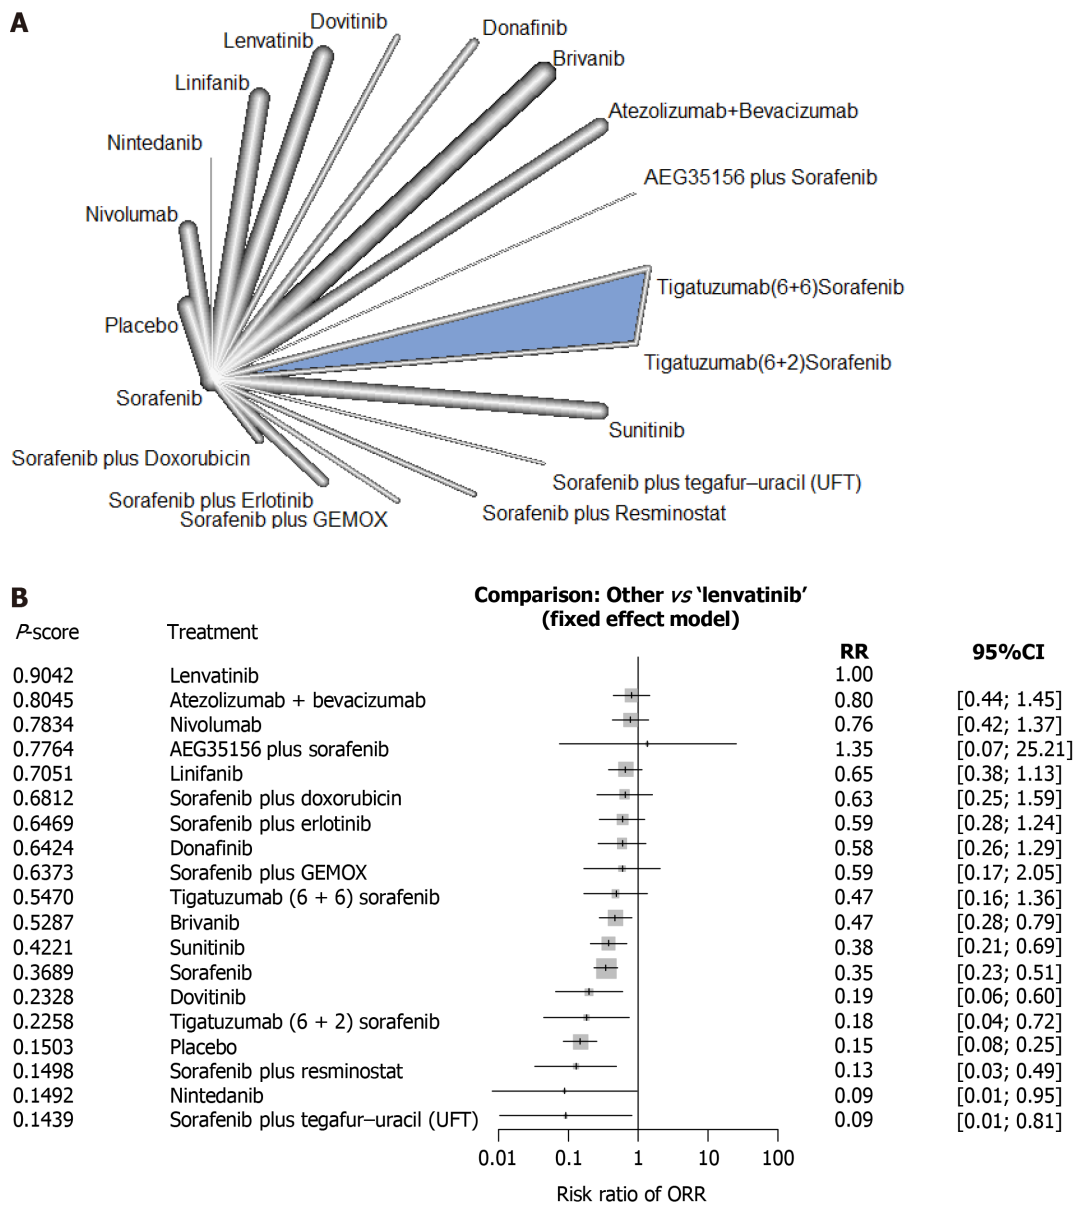 A
Dovitinib
Donafinib
Lenvatinib
Brivanib
Linifanib
Atezolizumab+Bevacizumab
Nintedanib
AEG35156 plus Sorafenib
Nivolumab
Tigatuzumab(6+6)Sorafenib
Placebo
Tigatuzumab(6+2)Sorafenib
Sorafenib
Sunitinib
Sorafenib plus Doxorubicin
Sorafenib plus tegafur–uracil (UFT)
Sorafenib plus Erlotinib
Sorafenib plus Resminostat
Sorafenib plus GEMOX
B
Comparison: Other vs ‘lenvatinib’
(fixed effect model)
P-score Treatment RR 95%CI
0.9042 Lenvatinib 1.00
0.8045 Atezolizumab + bevacizumab 0.80 [0.44; 1.45]
0.7834 Nivolumab 0.76 [0.42; 1.37]
0.7764 AEG35156 plus sorafenib 1.35 [0.07; 25.21]
0.7051 Linifanib 0.65 [0.38; 1.13]
0.6812 Sorafenib plus doxorubicin 0.63 [0.25; 1.59]
0.6469 Sorafenib plus erlotinib 0.59 [0.28; 1.24]
0.6424 Donafinib 0.58 [0.26; 1.29]
0.6373 Sorafenib plus GEMOX 0.59 [0.17; 2.05]
0.5470 Tigatuzumab (6 + 6) sorafenib 0.47 [0.16; 1.36]
0.5287 Brivanib 0.47 [0.28; 0.79]
0.4221 Sunitinib 0.38 [0.21; 0.69]
0.3689 Sorafenib 0.35 [0.23; 0.51]
0.2328 Dovitinib 0.19 [0.06; 0.60]
0.2258 Tigatuzumab (6 + 2) sorafenib 0.18 [0.04; 0.72]
0.1503 Placebo 0.15 [0.08; 0.25]
0.1498 Sorafenib plus resminostat 0.13 [0.03; 0.49]
0.1492 Nintedanib 0.09 [0.01; 0.95]
0.1439 Sorafenib plus tegafur–uracil (UFT) 0.09 [0.01; 0.81]
0.01 0.1 1 10 100
Risk ratio of ORR